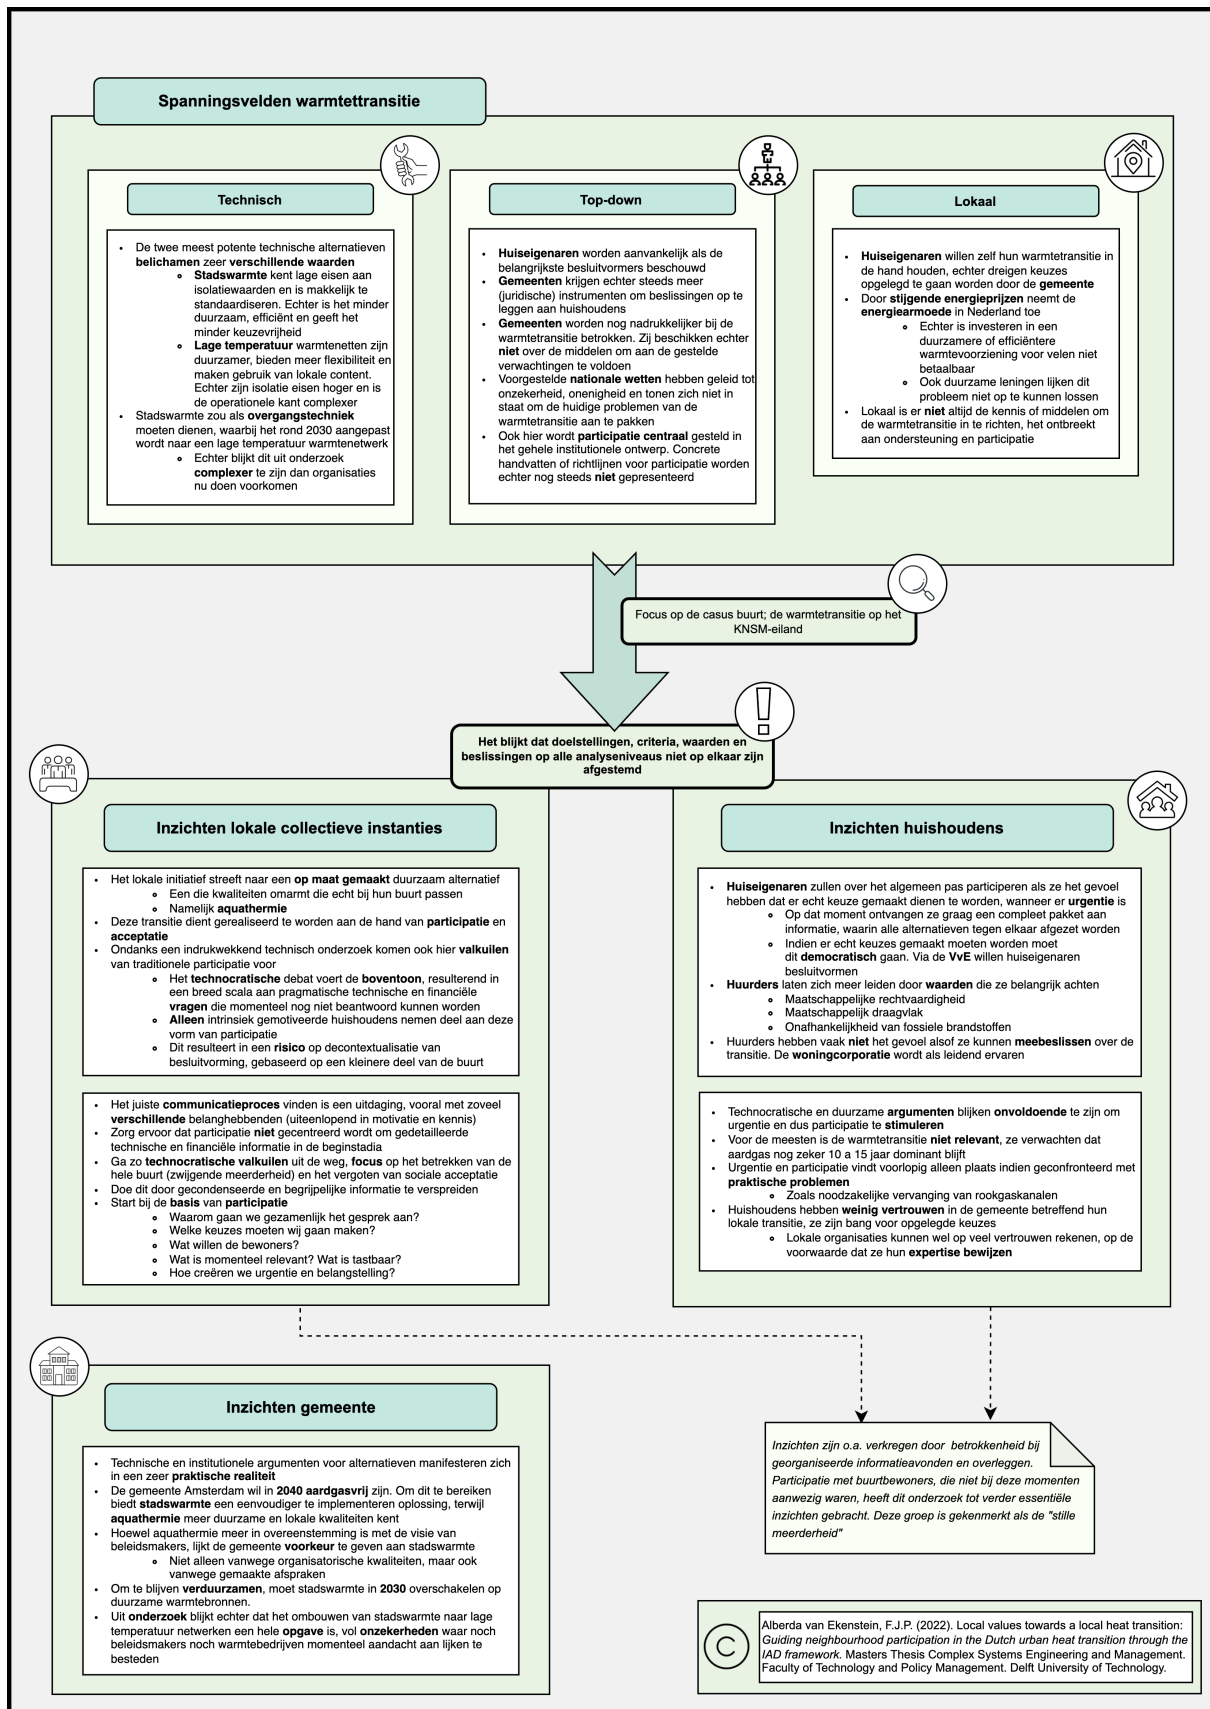 Spanningsvelden warmtettransitie
Technisch
De twee meest potente technische alternatieven
belichamen zeer verschillende waarden
Stadswarmte kent lage eisen aan
isolatiewaarden en is makkelijk te
standaardiseren. Echter is het minder
duurzaam, efficiënt en geeft het
minder keuzevrijheid
Lage temperatuur warmtenetten zijn
duurzamer, bieden meer flexibiliteit en
maken gebruik van lokale content.
Echter zijn isolatie eisen hoger en is
de operationele kant complexer
Stadswarmte zou als overgangstechniek
moeten dienen, waarbij het rond 2030 aangepast
wordt naar een lage temperatuur warmtenetwerk
Echter blijkt dit uit onderzoek
complexer te zijn dan organisaties
nu doen voorkomen
Top-down
Huiseigenaren worden aanvankelijk als de
belangrijkste besluitvormers beschouwd
Gemeenten krijgen echter steeds meer
(juridische) instrumenten om beslissingen op te
leggen aan huishoudens
Gemeenten worden nog nadrukkelijker bij de
warmtetransitie betrokken. Zij beschikken echter
niet over de middelen om aan de gestelde
verwachtingen te voldoen
Voorgestelde nationale wetten hebben geleid tot
onzekerheid, onenigheid en tonen zich niet in
staat om de huidige problemen van de
warmtetransitie aan te pakken
Ook hier wordt participatie centraal gesteld in
het gehele institutionele ontwerp. Concrete
handvatten of richtlijnen voor participatie worden
echter nog steeds niet gepresenteerd
Lokaal
Huiseigenaren willen zelf hun warmtetransitie in
de hand houden, echter dreigen keuzes
opgelegd te gaan worden door de gemeente
Door stijgende energieprijzen neemt de
energiearmoede in Nederland toe
Echter is investeren in een
duurzamere of efficiëntere
warmtevoorziening voor velen niet
betaalbaar
Ook duurzame leningen lijken dit
probleem niet op te kunnen lossen
Lokaal is er niet altijd de kennis of middelen om
de warmtetransitie in te richten, het ontbreekt
aan ondersteuning en participatie
Focus op de casus buurt; de warmtetransitie op het
KNSM-eiland
Het blijkt dat doelstellingen, criteria, waarden en
beslissingen op alle analyseniveaus niet op elkaar zijn
afgestemd
Inzichten lokale collectieve instanties
Het lokale initiatief streeft naar een op maat gemaakt duurzaam alternatief
Een die kwaliteiten omarmt die echt bij hun buurt passen
Namelijk aquathermie
Deze transitie dient gerealiseerd te worden aan de hand van participatie en
acceptatie
Ondanks een indrukwekkend technisch onderzoek komen ook hier valkuilen
van traditionele participatie voor
Het technocratische debat voert de boventoon, resulterend in
een breed scala aan pragmatische technische en financiële
vragen die momenteel nog niet beantwoord kunnen worden
Alleen intrinsiek gemotiveerde huishoudens nemen deel aan deze
vorm van participatie
Dit resulteert in een risico op decontextualisatie van
besluitvorming, gebaseerd op een kleinere deel van de buurt
Het juiste communicatieproces vinden is een uitdaging, vooral met zoveel
verschillende belanghebbenden (uiteenlopend in motivatie en kennis)
Zorg ervoor dat participatie niet gecentreerd wordt om gedetailleerde
technische en financiële informatie in de beginstadia
Ga zo technocratische valkuilen uit de weg, focus op het betrekken van de
hele buurt (zwijgende meerderheid) en het vergoten van sociale acceptatie
Doe dit door gecondenseerde en begrijpelijke informatie te verspreiden
Start bij de basis van participatie
Waarom gaan we gezamenlijk het gesprek aan?
Welke keuzes moeten wij gaan maken?
Wat willen de bewoners?
Wat is momenteel relevant? Wat is tastbaar?
Hoe creëren we urgentie en belangstelling?
Inzichten huishoudens
Huiseigenaren zullen over het algemeen pas participeren als ze het gevoel
hebben dat er echt keuze gemaakt dienen te worden, wanneer er urgentie is
Op dat moment ontvangen ze graag een compleet pakket aan
informatie, waarin alle alternatieven tegen elkaar afgezet worden
Indien er echt keuzes gemaakt moeten worden moet
dit democratisch gaan. Via de VvE willen huiseigenaren
besluitvormen
Huurders laten zich meer leiden door waarden die ze belangrijk achten
Maatschappelijke rechtvaardigheid
Maatschappelijk draagvlak
Onafhankelijkheid van fossiele brandstoffen
Huurders hebben vaak niet het gevoel alsof ze kunnen meebeslissen over de
transitie. De woningcorporatie wordt als leidend ervaren
Technocratische en duurzame argumenten blijken onvoldoende te zijn om
urgentie en dus participatie te stimuleren
Voor de meesten is de warmtetransitie niet relevant, ze verwachten dat
aardgas nog zeker 10 a 15 jaar dominant blijft
Urgentie en participatie vindt voorlopig alleen plaats indien geconfronteerd met
praktische problemen
Zoals noodzakelijke vervanging van rookgaskanalen
Huishoudens hebben weinig vertrouwen in de gemeente betreffend hun
lokale transitie, ze zijn bang voor opgelegde keuzes
Lokale organisaties kunnen wel op veel vertrouwen rekenen, op de
voorwaarde dat ze hun expertise bewijzen
Inzichten gemeente
Technische en institutionele argumenten voor alternatieven manifesteren zich
in een zeer praktische realiteit
De gemeente Amsterdam wil in 2040 aardgasvrij zijn. Om dit te bereiken
biedt stadswarmte een eenvoudiger te implementeren oplossing, terwijl
aquathermie meer duurzame en lokale kwaliteiten kent
Hoewel aquathermie meer in overeenstemming is met de visie van
beleidsmakers, lijkt de gemeente voorkeur te geven aan stadswarmte
Niet alleen vanwege organisatorische kwaliteiten, maar ook
vanwege gemaakte afspraken
Om te blijven verduurzamen, moet stadswarmte in 2030 overschakelen op
duurzame warmtebronnen.
Uit onderzoek blijkt echter dat het ombouwen van stadswarmte naar lage
temperatuur netwerken een hele opgave is, vol onzekerheden waar noch
beleidsmakers noch warmtebedrijven momenteel aandacht aan lijken te
besteden
Inzichten zijn o.a. verkregen door betrokkenheid bij
georganiseerde informatieavonden en overleggen.
Participatie met buurtbewoners, die niet bij deze momenten
aanwezig waren, heeft dit onderzoek tot verder essentiële
inzichten gebracht. Deze groep is gekenmerkt als de "stille
meerderheid"
C
Alberda van Ekenstein, F.J.P. (2022). Local values towards a local heat transition:
Guiding neighbourhood participation in the Dutch urban heat transition through the
IAD framework. Masters Thesis Complex Systems Engineering and Management.
Faculty of Technology and Policy Management. Delft University of Technology.